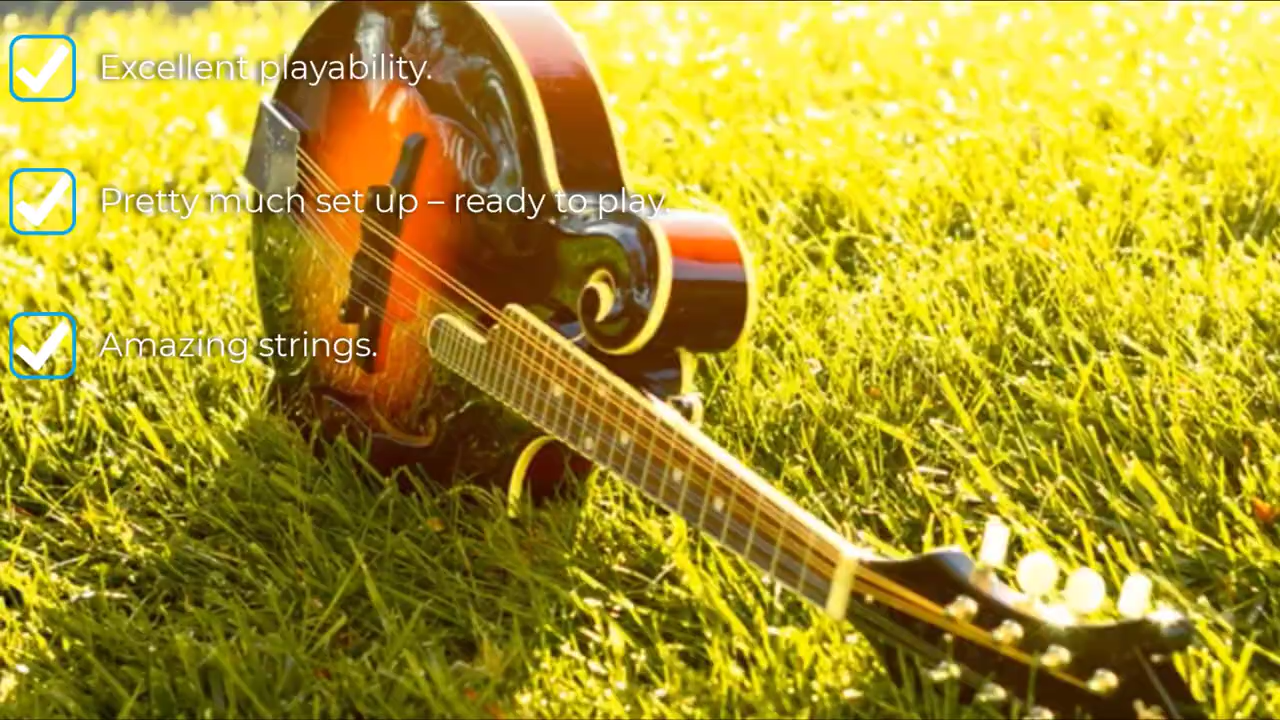 Excellent playability.
Pretty much set up – ready to play.
Amazing strings.